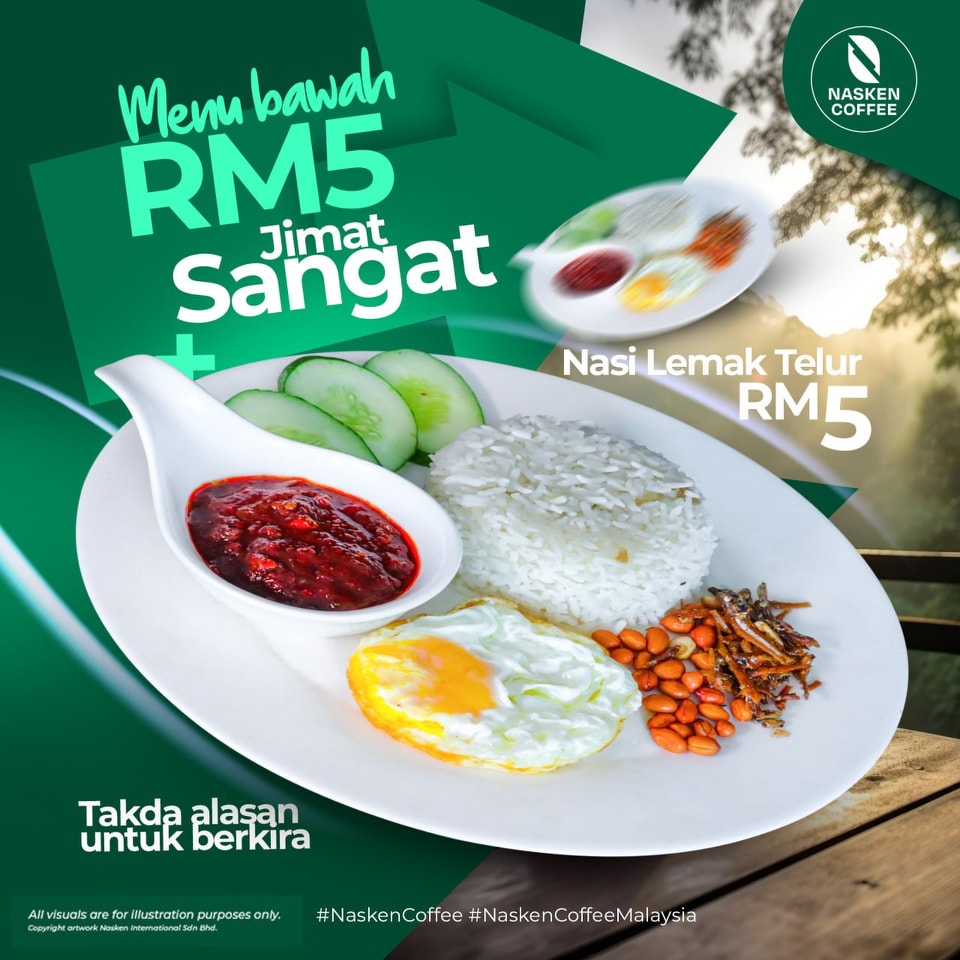 Menu bawah
RM5
Jimat
Sangat
+
NASKEN
COFFEE
Nasi Lemak Telur
RM5
Takda alasan
untuk berkira
All visuals are for illustration purposes only.
Copyright artwork Nasken International Sdn Bhd.
#NaskenCoffee #NaskenCoffeeMalaysia